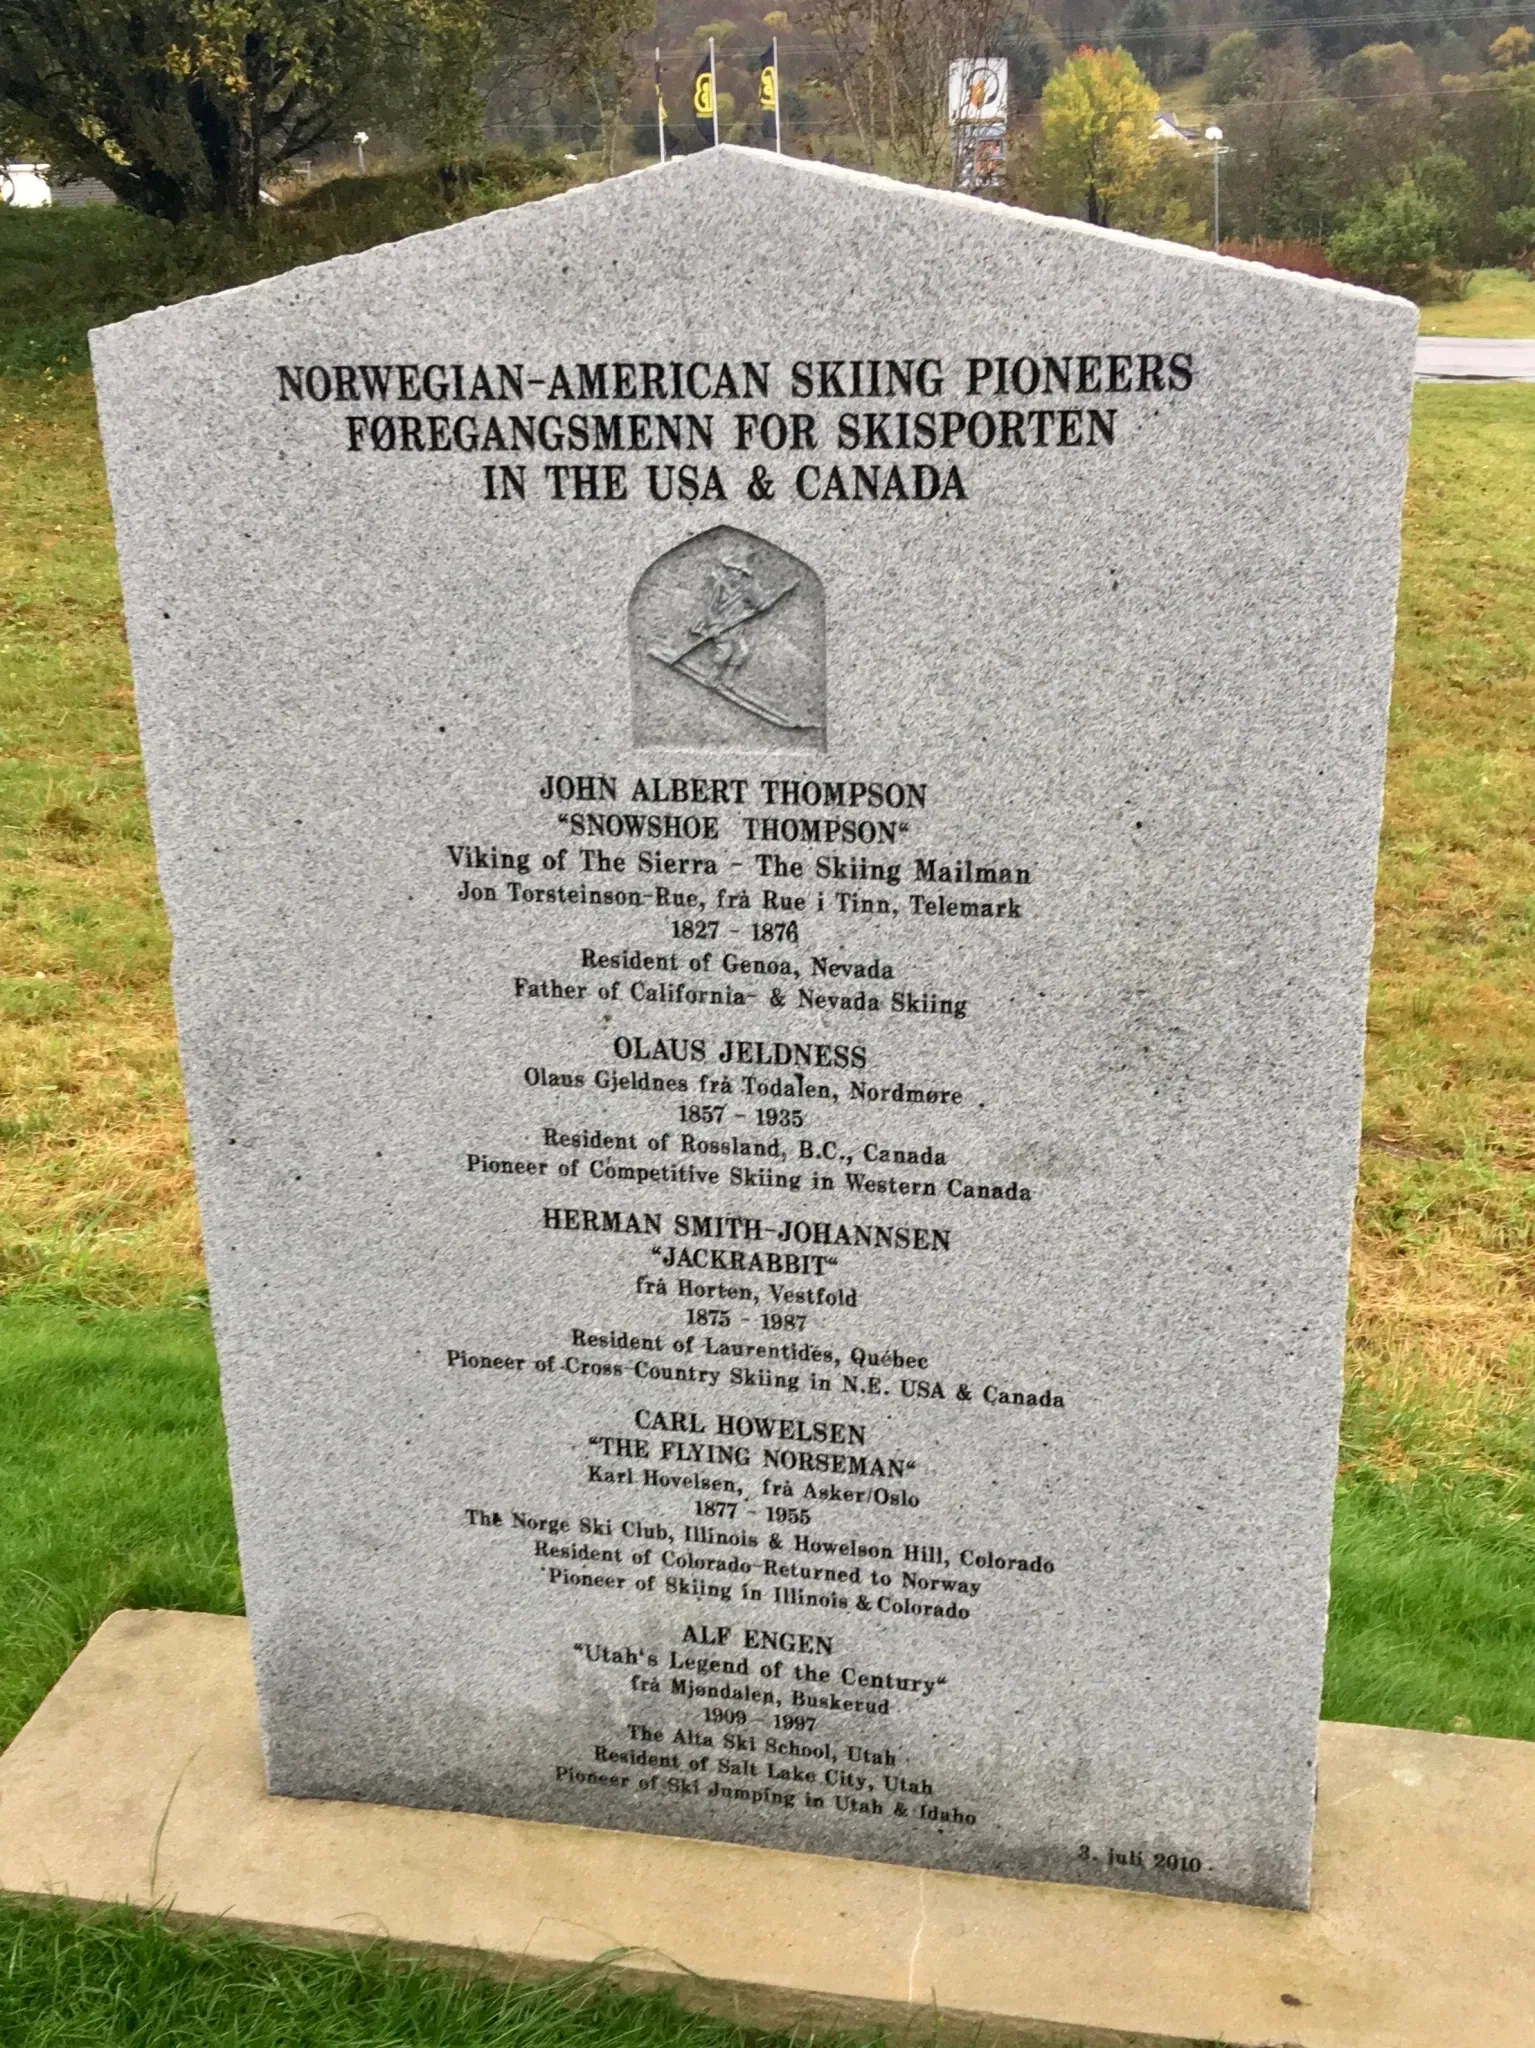 NORWEGIAN-AMERICAN SKIING PIONEERS
FØREGANGSMENN FOR SKISPORTEN
IN THE USA & CANADA
JOHN ALBERT THOMPSON
"SNOWSHOE THOMPSON"
Viking of The Sierra - The Skiing Mailman
Jon Torsteinson-Rue, frå Rue i Tinn, Telemark
1827 - 1876
Resident of Genoa, Nevada
Father of California- & Nevada Skiing
OLAUS JELDNESS
Olaus Gjeldnes frå Todalen, Nordmøre
1857 - 1935
Resident of Rossland, B.C., Canada
Pioneer of Competitive Skiing in Western Canada
HERMAN SMITH-JOHANNSEN
"JACKRABBIT"
frå Horten, Vestfold
1875 - 1987
Resident of Laurentides, Québec
Pioneer of Cross-Country Skiing in N.E. USA & Canada
CARL HOWELSEN
"THE FLYING NORSEMAN"
Karl Hovelsen, frå Asker/Oslo
1877 - 1955
The Norge Ski Club, Illinois & Howelson Hill, Colorado
Resident of Colorado-Returned to Norway
Pioneer of Skiing in Illinois & Colorado
ALF ENGEN
"Utah's Legend of the Century"
frå Mjøndalen, Buskerud
1909 - 1997
The Alta Ski School, Utah
Resident of Salt Lake City, Utah
Pioneer of Ski Jumping in Utah & Idaho
3. juli 2010